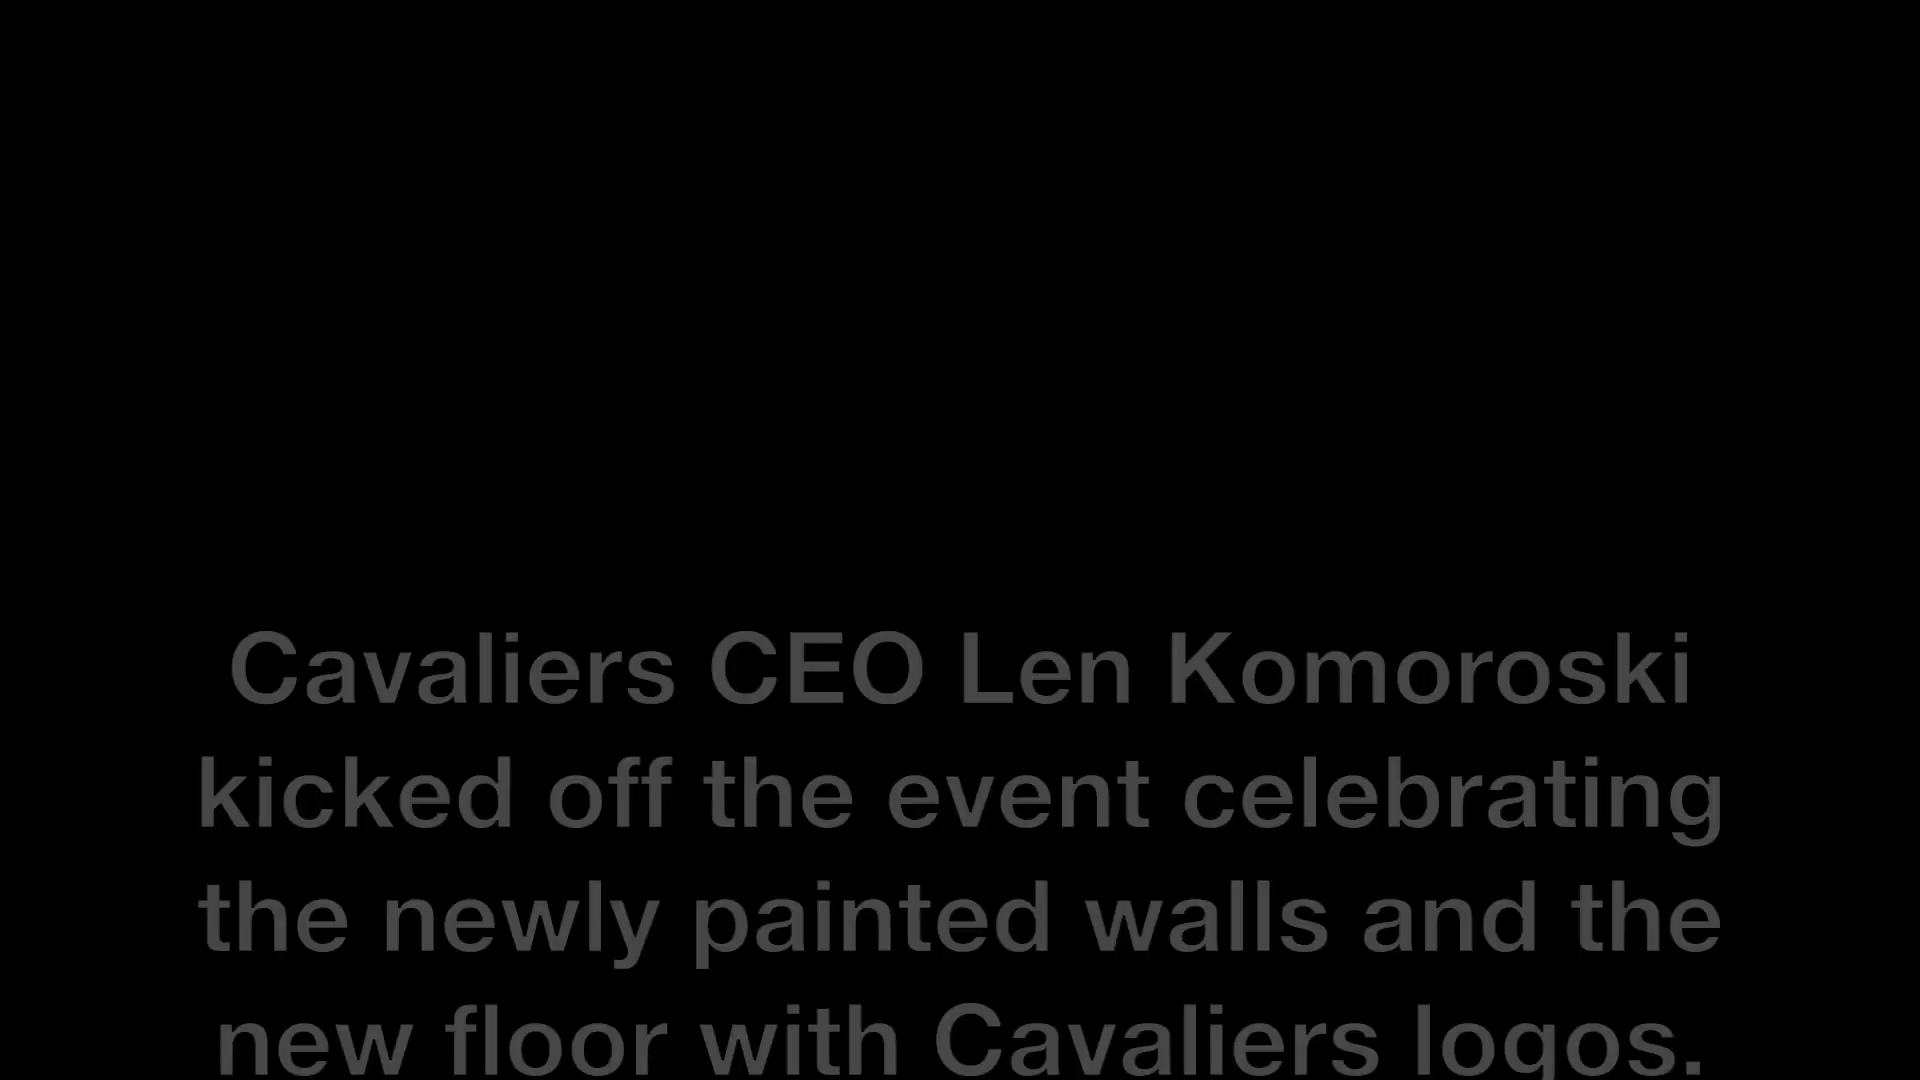 Cavaliers CEO Len Komoroski
kicked off the event celebrating
the newly painted walls and the
new floor with Cavaliers logos.